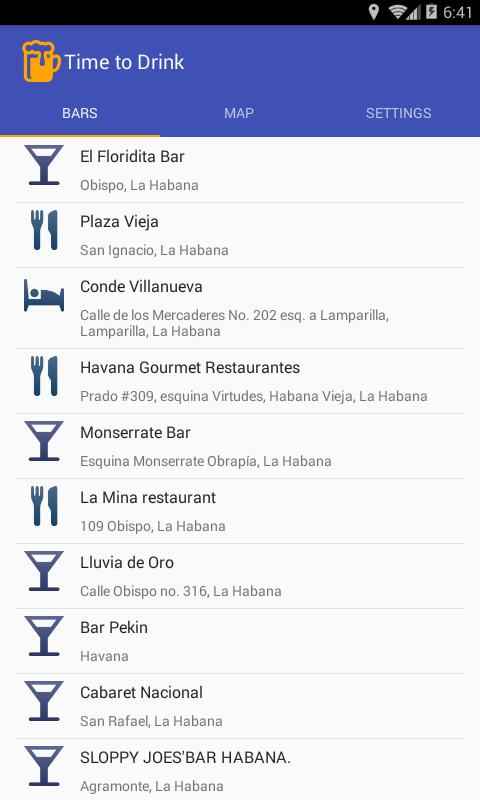 6:41
Time to Drink
BARS
MAP
SETTINGS
El Floridita Bar
Obispo, La Habana
Plaza Vieja
San Ignacio, La Habana
Conde Villanueva
Calle de los Mercaderes No. 202 esq. a Lamparilla,
Lamparilla, La Habana
Havana Gourmet Restaurantes
Prado #309, esquina Virtudes, Habana Vieja, La Habana
Monserrate Bar
Esquina Monserrate Obrapía, La Habana
La Mina restaurant
109 Obispo, La Habana
Lluvia de Oro
Calle Obispo no. 316, La Habana
Bar Pekin
Havana
Cabaret Nacional
San Rafael, La Habana
SLOPPY JOES'BAR HABANA.
Agramonte, La Habana